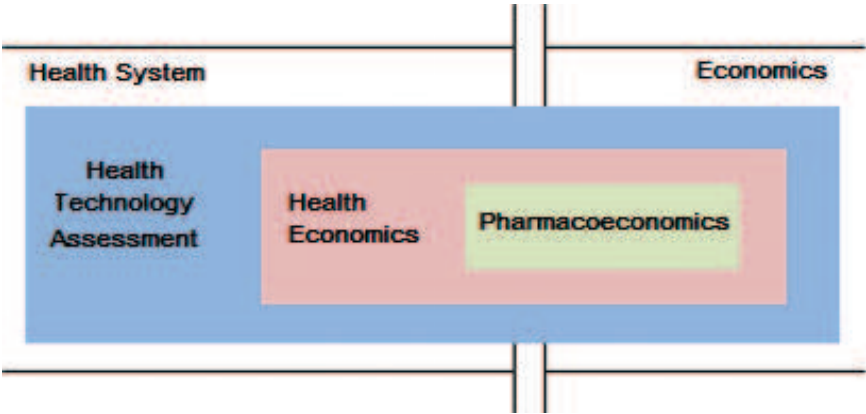 Health System
Economics
Health
Technology
Assessment
Health
Economics
Pharmacoeconomics